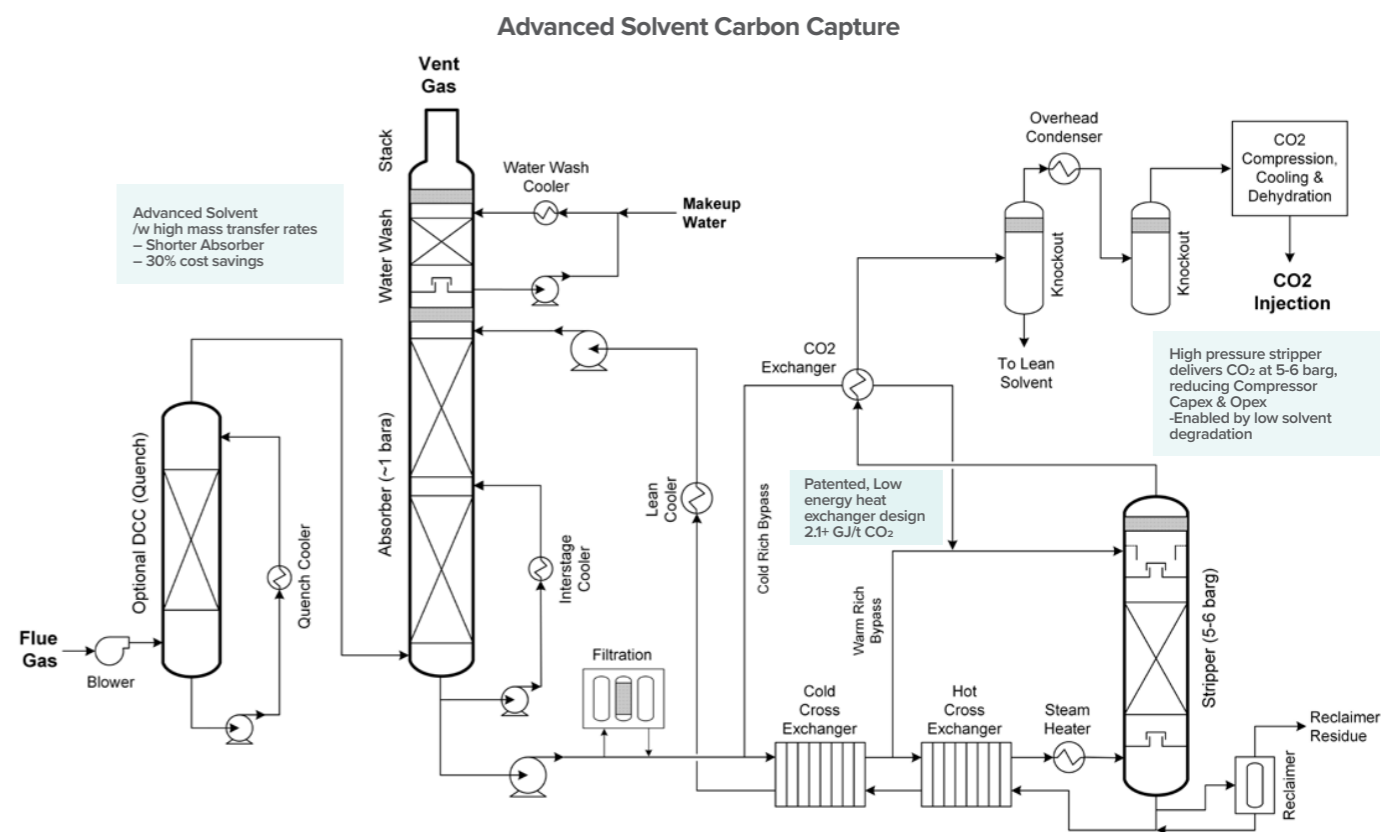 Advanced Solvent Carbon Capture
Vent
Gas
Stack
Water Wash
Cooler
Makeup
Water
Water Wash
Advanced Solvent
/w high mass transfer rates
– Shorter Absorber
– 30% cost savings
Overhead
Condenser
CO2
Compression,
Cooling &
Dehydration
Knockout
Knockout
CO2
Injection
To Lean
Solvent
CO2
Exchanger
High pressure stripper
delivers CO₂ at 5-6 barg,
reducing Compressor
Capex & Opex
-Enabled by low solvent
degradation
Optional DCC (Quench)
Quench Cooler
Absorber (~1 bara)
Interstage
Cooler
Lean
Cooler
Cold Rich Bypass
Patented, Low
energy heat
exchanger design
2.1+ GJ/t CO₂
Warm Rich
Bypass
Stripper (5-6 barg)
Flue
Gas
Blower
Filtration
Cold
Cross
Exchanger
Hot
Cross
Exchanger
Steam
Heater
Reclaimer
Residue
Reclaimer